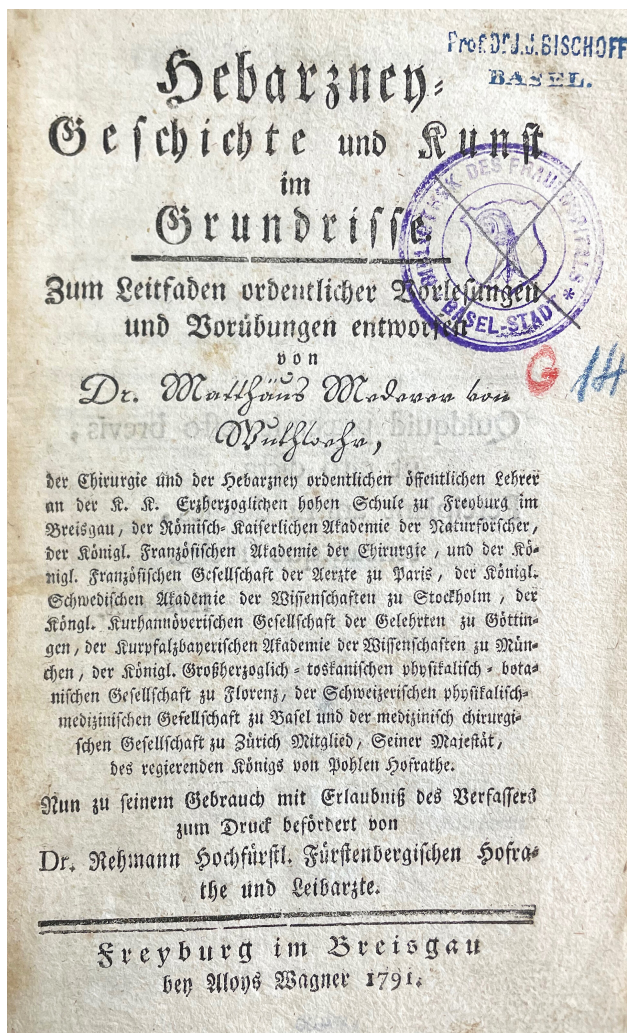 Prof. Dr. J. J. BISCHOFF
BASEL.
Hebarzney-
Geschichte und Kunst
im
Grundrisse
BIBLIOTHEK DES FRAUENSPITALS * BASEL-STADT
Zum Leitfaden ordentlicher Vorlesungen
und Vorübungen entworfen
von
G 14
Dr. Matthäus Mederer von
Wuthwehr,
der Chirurgie und der Hebarzney ordentlichen öffentlichen Lehrer
an der K. K. Erzherzoglichen hohen Schule zu Freyburg im
Breisgau, der Römisch-Kaiserlichen Akademie der Naturforscher,
der Königl. Französischen Akademie der Chirurgie, und der Kö-
nigl. Französischen Gesellschaft der Aerzte zu Paris, der Königl.
Schwedischen Akademie der Wissenschaften zu Stockholm, der
Köngl. Kurhannöverischen Gesellschaft der Gelehrten zu Götting-
gen, der Kurpfalzbayerischen Akademie der Wissenschaften zu Mün-
chen, der Königl. Großherzoglich-toskanischen physikalisch-bota-
nischen Gesellschaft zu Florenz, der Schweizerischen physikalisch-
medizinischen Gesellschaft zu Basel und der medizinisch chirurgi-
schen Gesellschaft zu Zürich Mitglied, Seiner Majestät,
des regierenden Königs von Pohlen Hofrathe.
Nun zu seinem Gebrauch mit Erlaubniß des Verfassers
zum Druck befördert von
Dr. Rehmann Hochfürstl. Fürstenbergischen Hofra-
the und Leibarzte.
Freyburg im Breisgau
bey Aloys Wagner 1791.